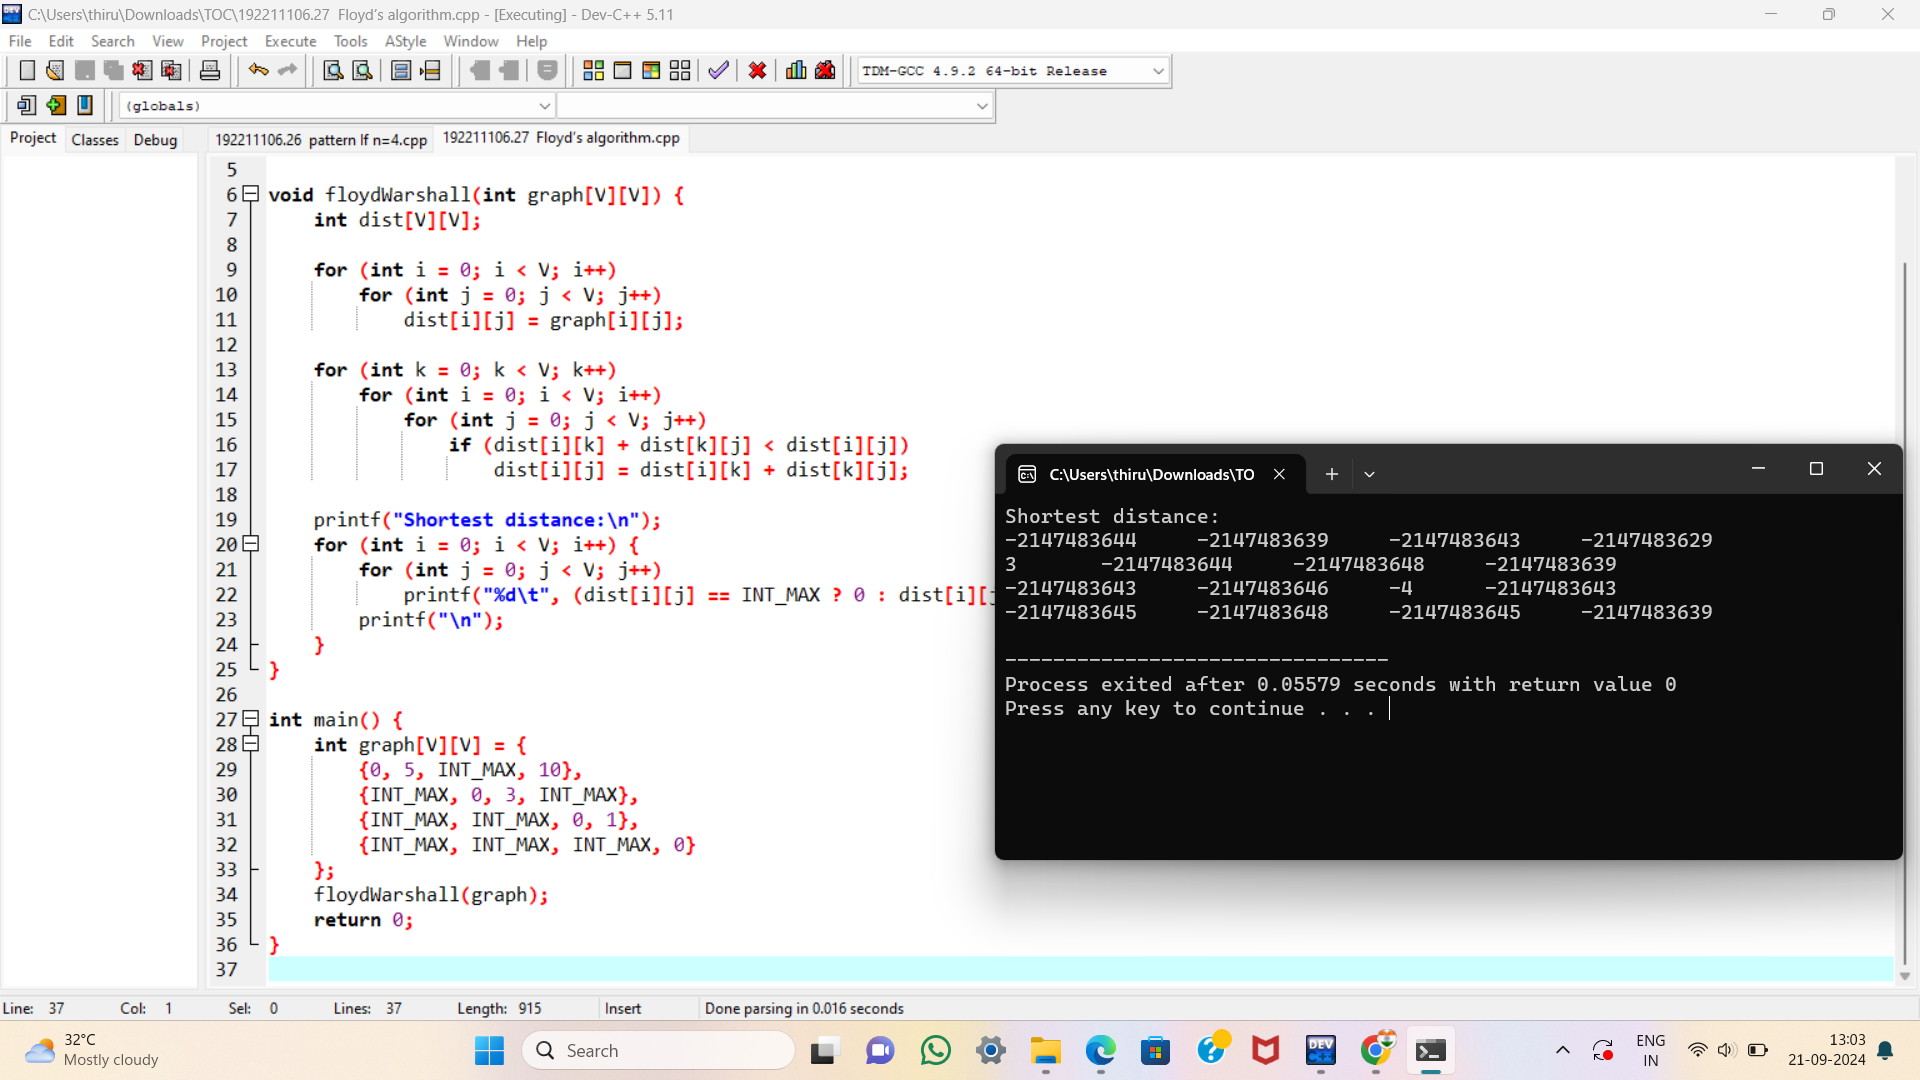 C:\Users\thiru\Downloads\TOC\192211106.27 Floyd's algorithm.cpp - [Executing] - Dev-C++ 5.11
File Edit Search View Project Execute Tools AStyle Window Help
TDM-GCC 4.9.2 64-bit Release
(globals)
Project Classes Debug 192211106.26 pattern If n=4.cpp 192211106.27 Floyd's algorithm.cpp
5
6 void floydWarshall(int graph[V][V]) {
7 int dist[V][V];
8
9 for (int i = 0; i < V; i++)
10 for (int j = 0; j < V; j++)
11 dist[i][j] = graph[i][j];
12
13 for (int k = 0; k < V; k++)
14 for (int i = 0; i < V; i++)
15 for (int j = 0; j < V; j++)
16 if (dist[i][k] + dist[k][j] < dist[i][j])
17 dist[i][j] = dist[i][k] + dist[k][j];
18
19 printf("Shortest distance:\n");
20 for (int i = 0; i < V; i++) {
21 for (int j = 0; j < V; j++)
22 printf("%d\t", (dist[i][j] == INT_MAX ? 0 : dist[i][j
23 printf("\n");
24 }
25 }
26
27 int main() {
28 int graph[V][V] = {
29 {0, 5, INT_MAX, 10},
30 {INT_MAX, 0, 3, INT_MAX},
31 {INT_MAX, INT_MAX, 0, 1},
32 {INT_MAX, INT_MAX, INT_MAX, 0}
33 };
34 floydWarshall(graph);
35 return 0;
36 }
37
C:\Users\thiru\Downloads\TO
Shortest distance:
-2147483644 -2147483639 -2147483643 -2147483629
3 -2147483644 -2147483648 -2147483639
-2147483643 -2147483646 -4 -2147483643
-2147483645 -2147483648 -2147483645 -2147483639
--------------------------------
Process exited after 0.05579 seconds with return value 0
Press any key to continue . . .
Line: 37 Col: 1 Sel: 0 Lines: 37 Length: 915 Insert Done parsing in 0.016 seconds
32°C
Mostly cloudy
Search
DEV
ENG
IN
13:03
21-09-2024